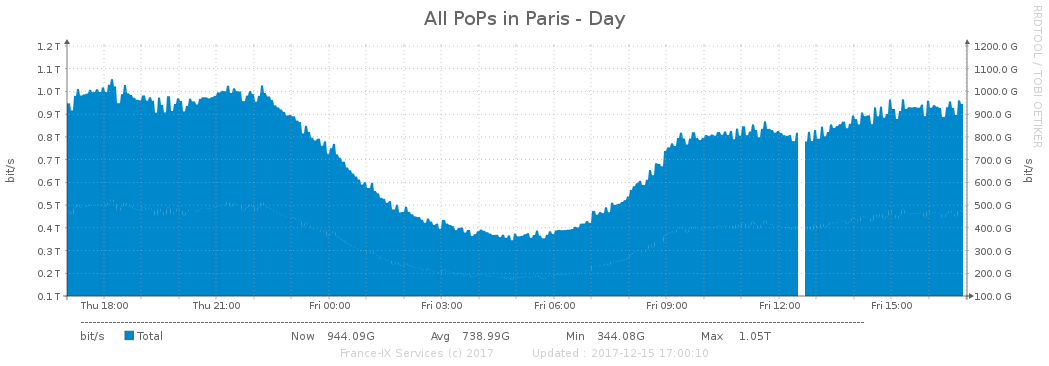 All PoPs in Paris - Day
RRDTOOL / TOBI OETIKER
bit/s
1.2 T
1.1 T
1.0 T
0.9 T
0.8 T
0.7 T
0.6 T
0.5 T
0.4 T
0.3 T
0.2 T
0.1 T
1200.0 G
1100.0 G
1000.0 G
900.0 G
800.0 G
700.0 G
600.0 G
500.0 G
400.0 G
300.0 G
200.0 G
100.0 G
bit/s
Thu 18:00 Thu 21:00 Fri 00:00 Fri 03:00 Fri 06:00 Fri 09:00 Fri 12:00 Fri 15:00
bit/s Total Now 944.09G Avg 738.99G Min 344.08G Max 1.05T
France-IX Services (c) 2017 Updated : 2017-12-15 17:00:10